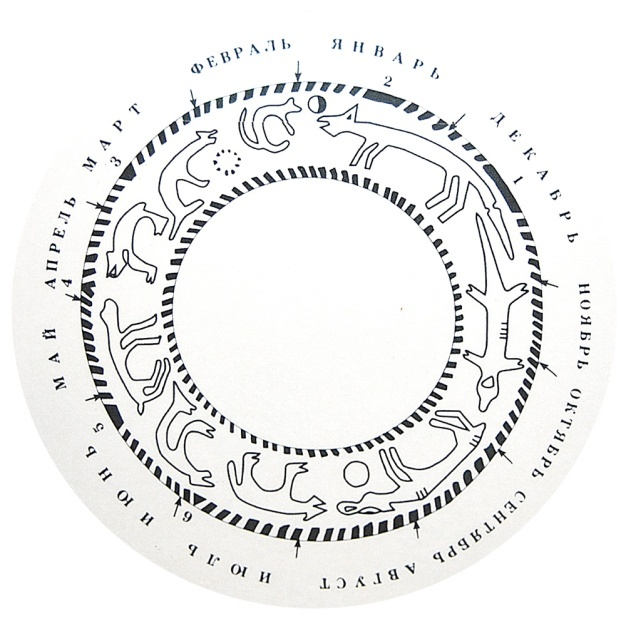 ЯНВАРЬ
ФЕВРАЛЬ
МАРТ
АПРЕЛЬ
МАЙ
ИЮНЬ
ИЮЛЬ
АВГУСТ
СЕНТЯБРЬ
ОКТЯБРЬ
НОЯБРЬ
ДЕКАБРЬ
1
2
3
4
5
6